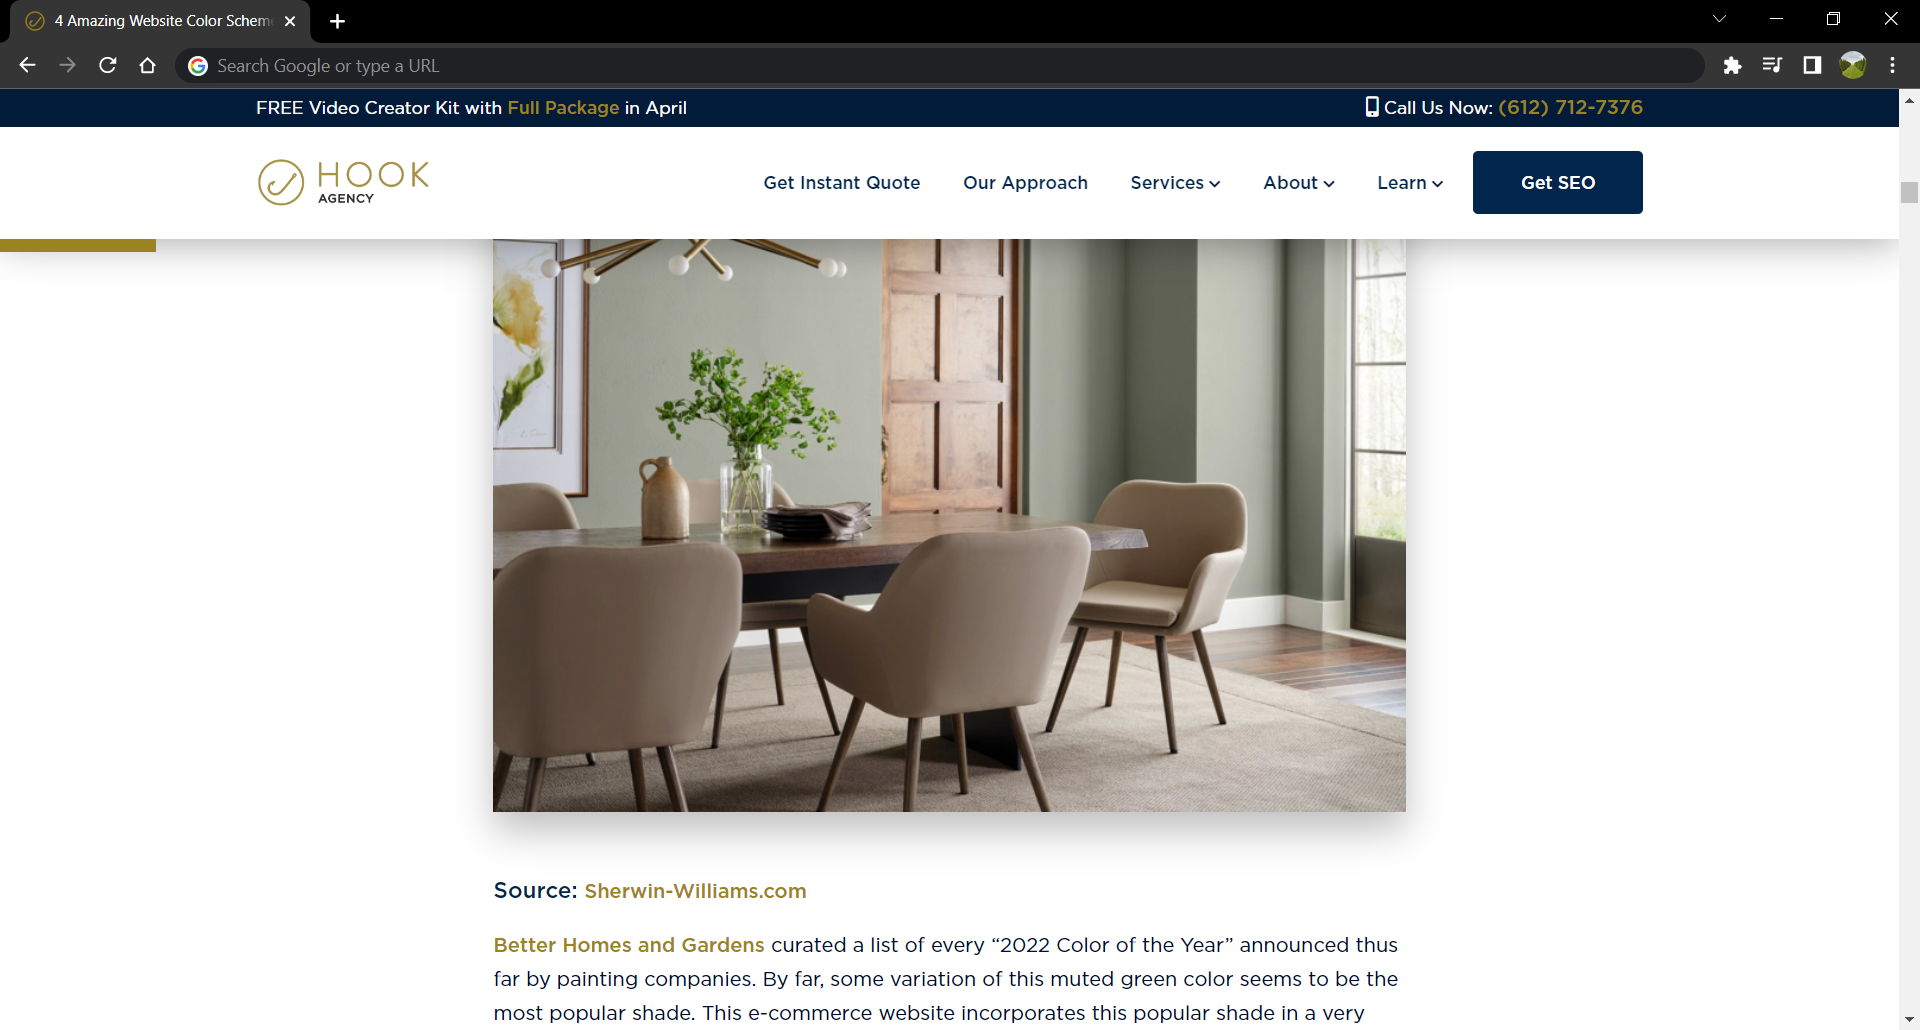 4 Amazing Website Color Schem
Search Google or type a URL
FREE Video Creator Kit with Full Package in April
Call Us Now: (612) 712-7376
HOOK
AGENCY
Get Instant Quote
Our Approach
Services
About
Learn
Get SEO
Source: Sherwin-Williams.com
Better Homes and Gardens curated a list of every “2022 Color of the Year” announced thus
far by painting companies. By far, some variation of this muted green color seems to be the
most popular shade. This e-commerce website incorporates this popular shade in a very